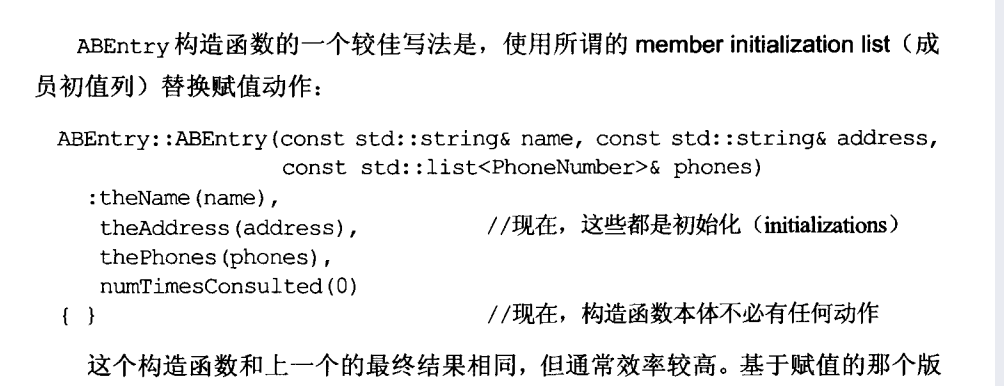 ABEntry 构造函数的一个较佳写法是，使用所谓的 member initialization list（成
员初值列）替换赋值动作：
ABEntry::ABEntry(const std::string& name, const std::string& address,
const std::list<PhoneNumber>& phones)
:theName(name),
theAddress(address), //现在，这些都是初始化（initializations）
thePhones(phones),
numTimesConsulted(0)
{ } //现在，构造函数本体不必有任何动作
这个构造函数和上一个的最终结果相同，但通常效率较高。基于赋值的那个版